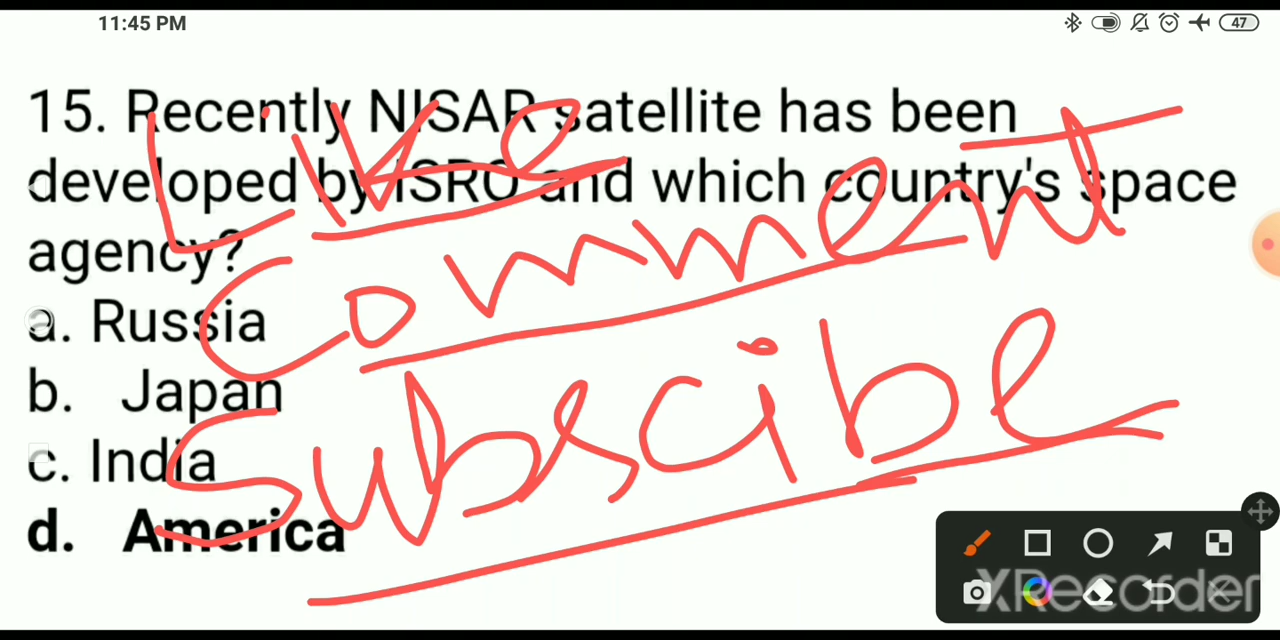 11:45 PM 47
15. Recently NISAR satellite has been
developed by ISRO and which country's space
agency?
a. Russia
b. Japan
c. India
d. America
Like
Comment
Subscibe
XRecorder